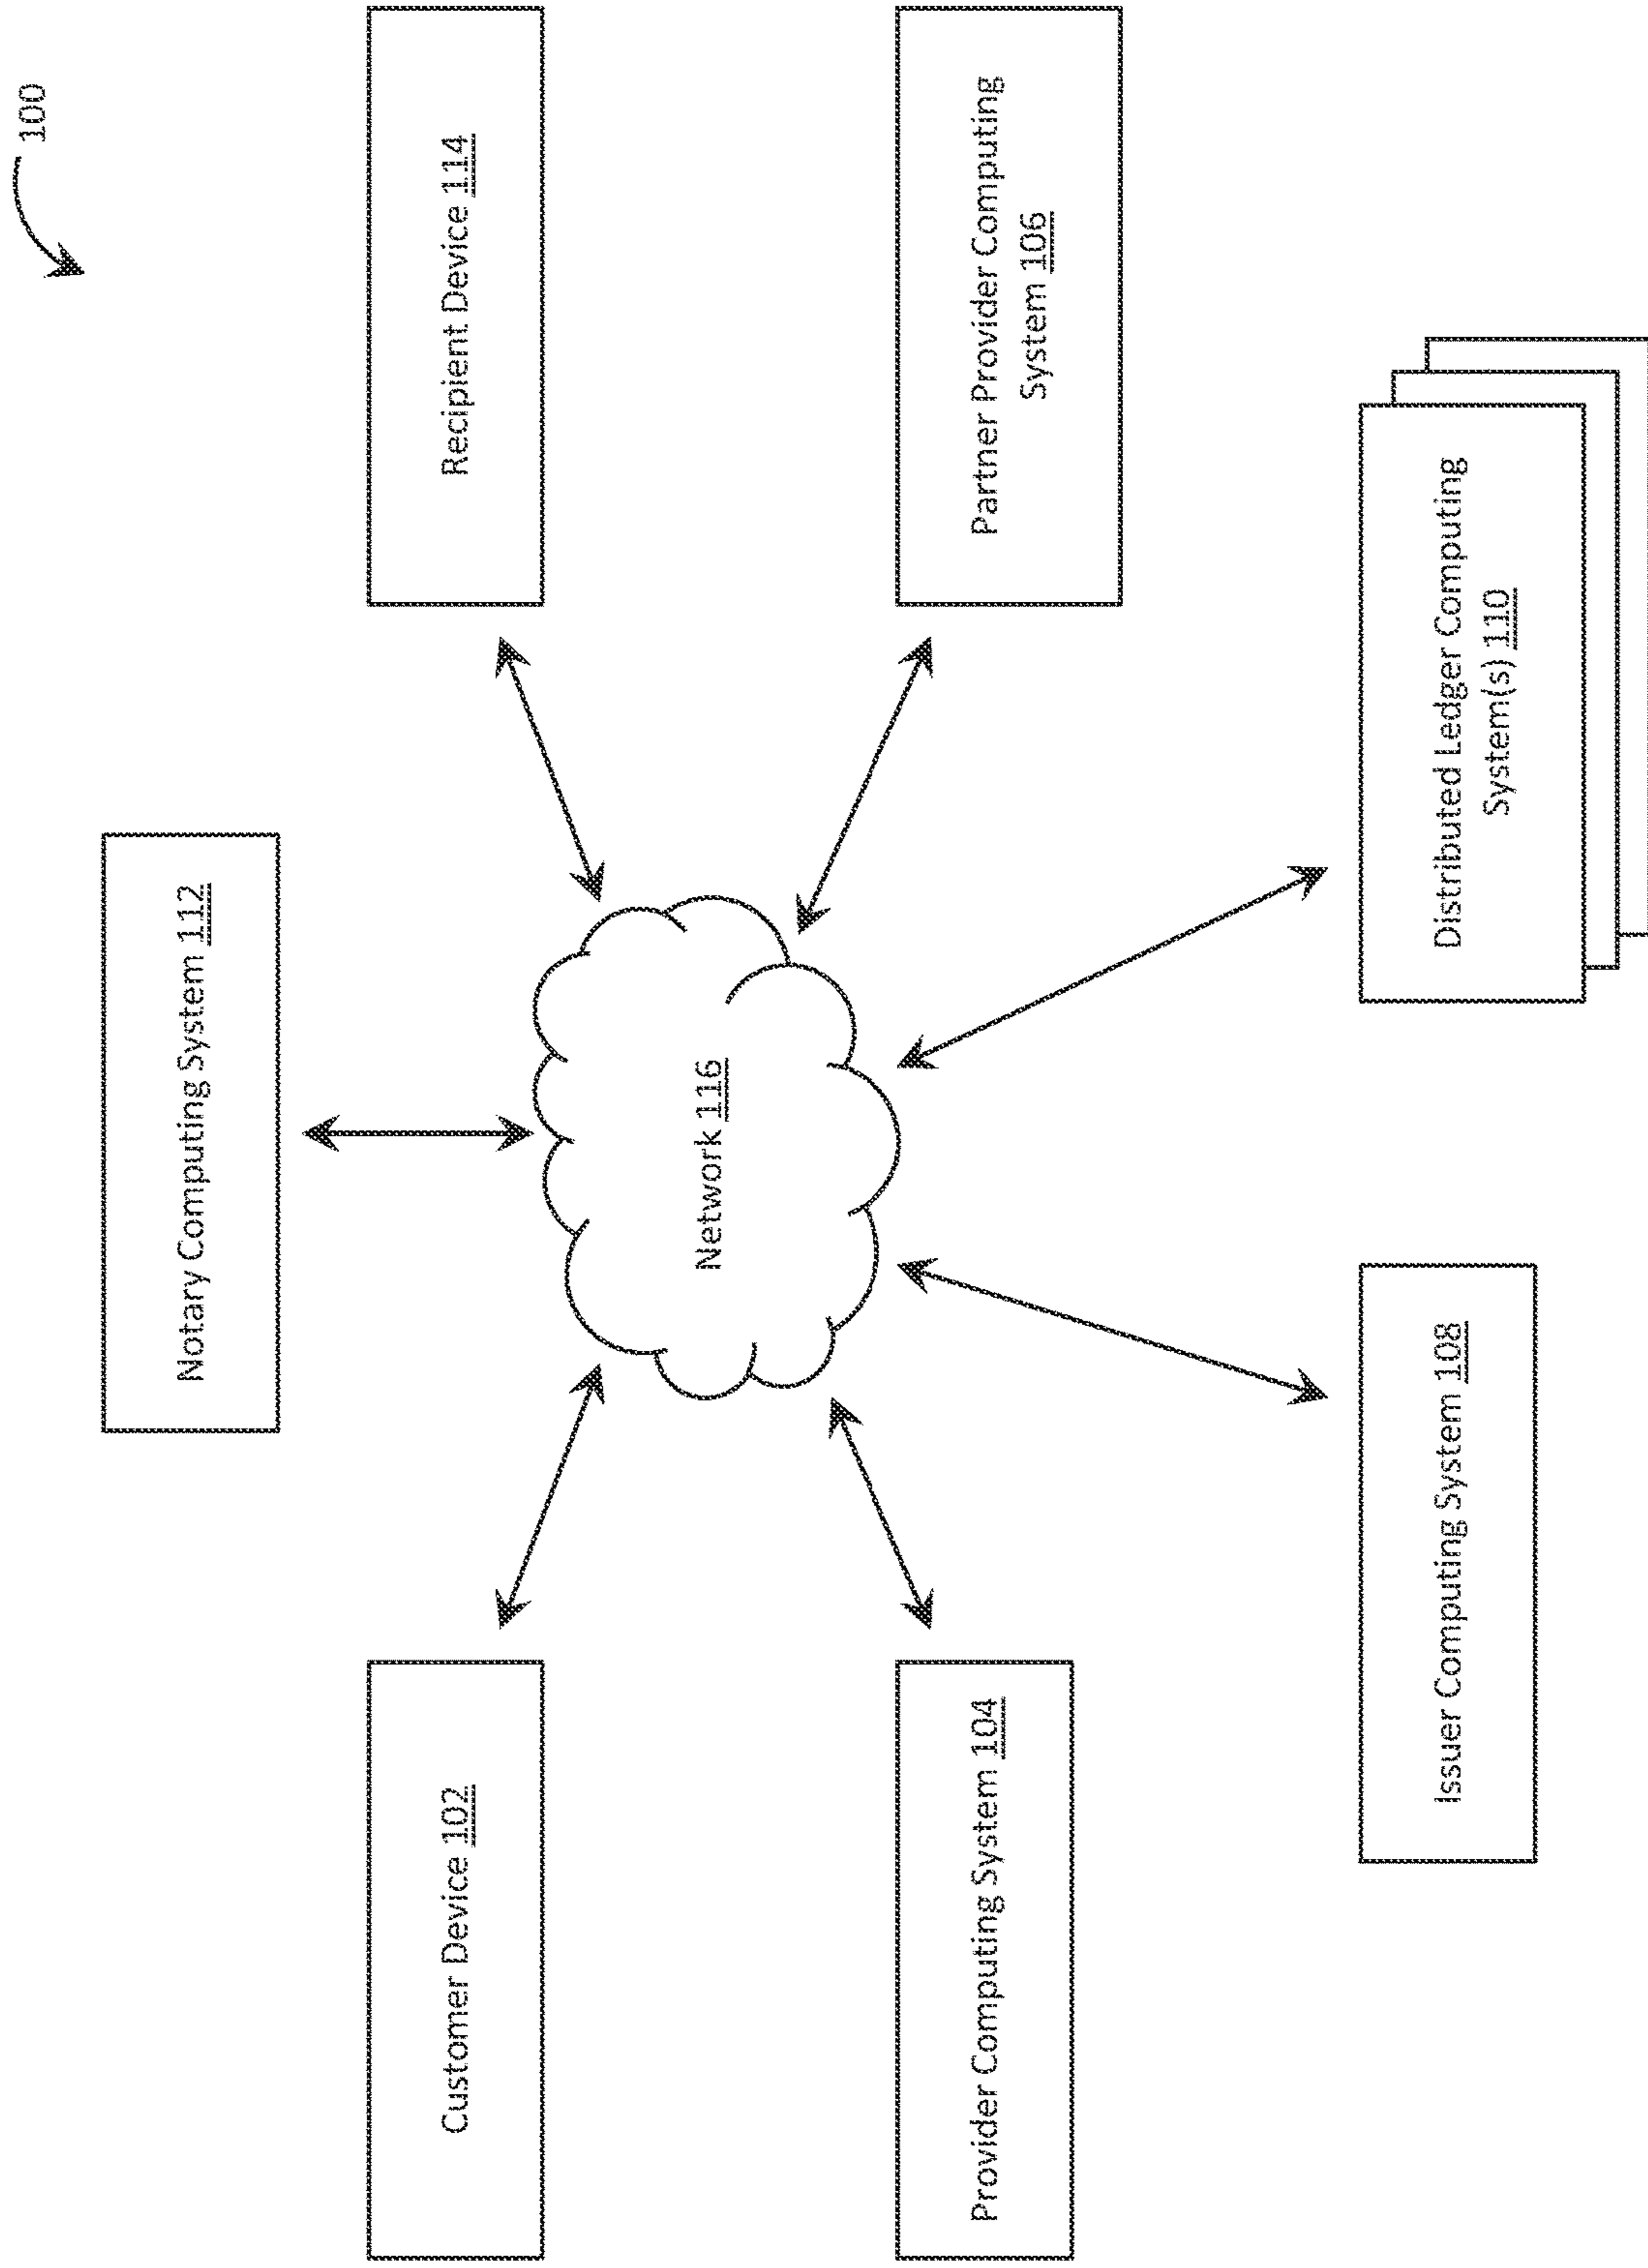 100
Notary Computing System 112
Customer Device 102
Recipient Device 114
Network 116
Provider Computing System 104
Partner Provider Computing
System 106
Issuer Computing System 108
Distributed Ledger Computing
System(s) 110